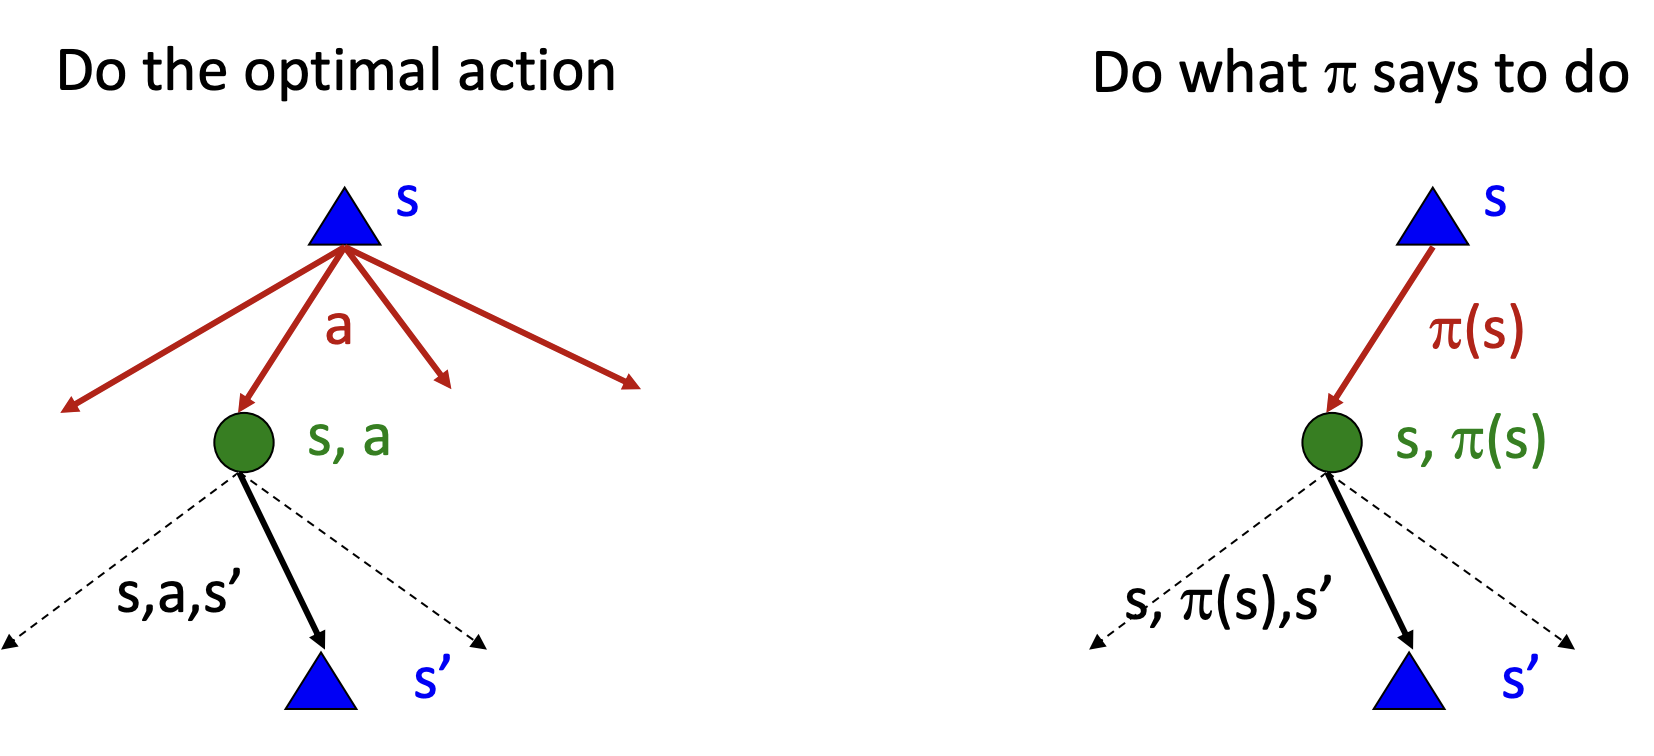 Do the optimal action
s
a
s, a
s,a,s’
s’
Do what π says to do
s
π(s)
s, π(s)
s, π(s),s’
s’